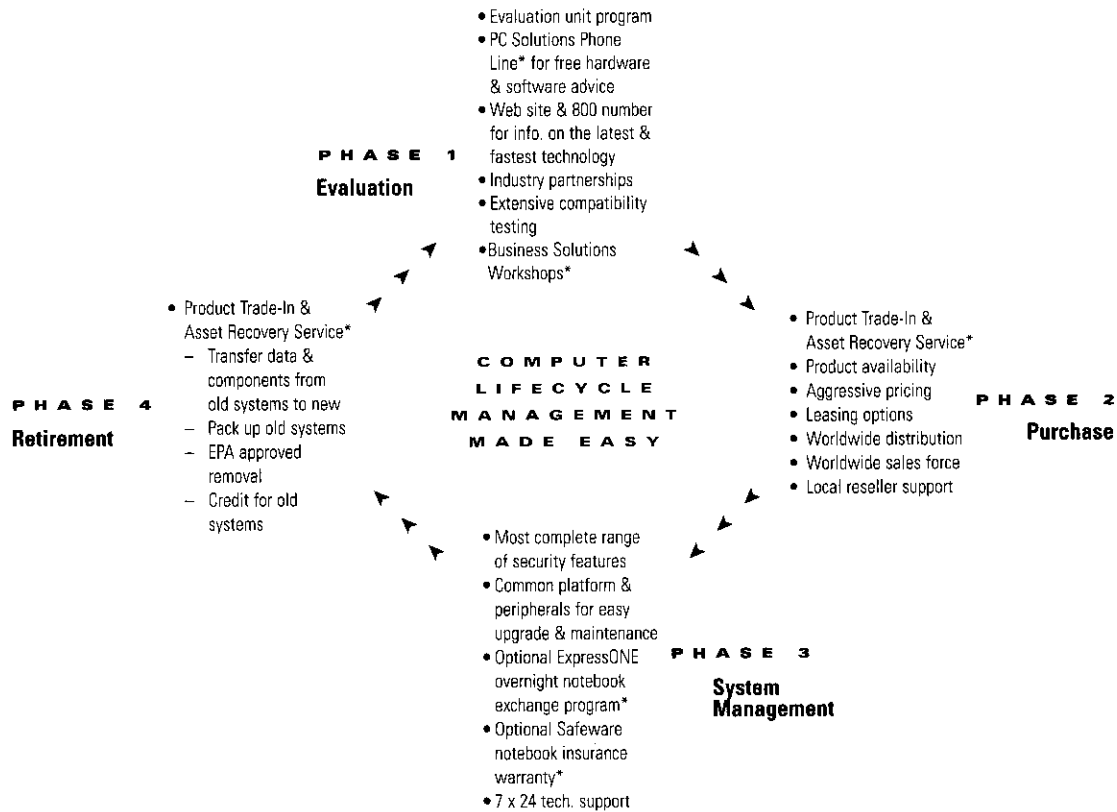 • Evaluation unit program
• PC Solutions Phone
Line* for free hardware
& software advice
• Web site & 800 number
for info. on the latest &
fastest technology
• Industry partnerships
• Extensive compatibility
testing
• Business Solutions
Workshops*
PHASE 1
Evaluation
• Product Trade-In &
Asset Recovery Service*
• Product availability
• Aggressive pricing
• Leasing options
• Worldwide distribution
• Worldwide sales force
• Local reseller support
PHASE 2
Purchase
COMPUTER
LIFECYCLE
MANAGEMENT
MADE EASY
• Most complete range
of security features
• Common platform &
peripherals for easy
upgrade & maintenance
• Optional ExpressONE
overnight notebook
exchange program*
• Optional Safeware
notebook insurance
warranty*
• 7 x 24 tech. support
PHASE 3
System
Management
• Product Trade-In &
Asset Recovery Service*
– Transfer data &
components from
old systems to new
– Pack up old systems
– EPA approved
removal
– Credit for old
systems
PHASE 4
Retirement